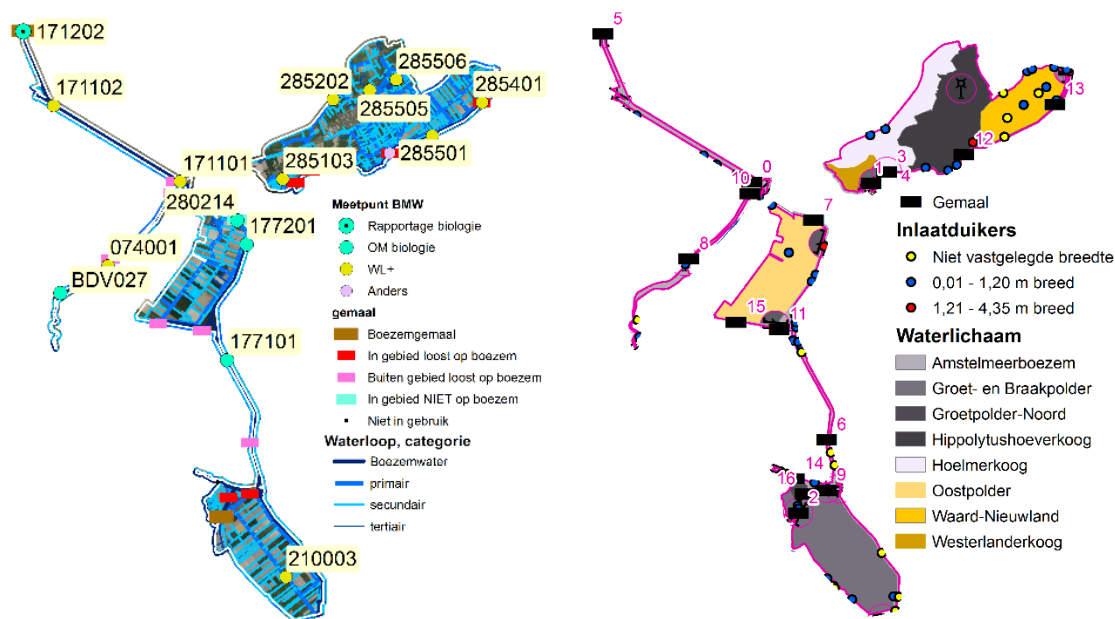 171202
171102
285506
285202
285401
285505
285501
171101
285103
280214
177201
074001
BDV027
177101
210003
Meetpunt BMW
Rapportage biologie
OM biologie
WL+
Anders
gemaal
Boezemgemaal
In gebied loost op boezem
Buiten gebied loost op boezem
In gebied NIET op boezem
Niet in gebruik
Waterloop, categorie
Boezemwater
primair
secundair
tertiair
5
13
12
3
1
4
0
10
7
8
15
11
6
14
16
9
2
Gemaal
Inlaatduikers
Niet vastgelegde breedte
0,01 - 1,20 m breed
1,21 - 4,35 m breed
Waterlichaam
Amstelmeerboezem
Groet- en Braakpolder
Groetpolder-Noord
Hippolytushoeverkoog
Hoelmerkoog
Oostpolder
Waard-Nieuwland
Westerlanderkoog